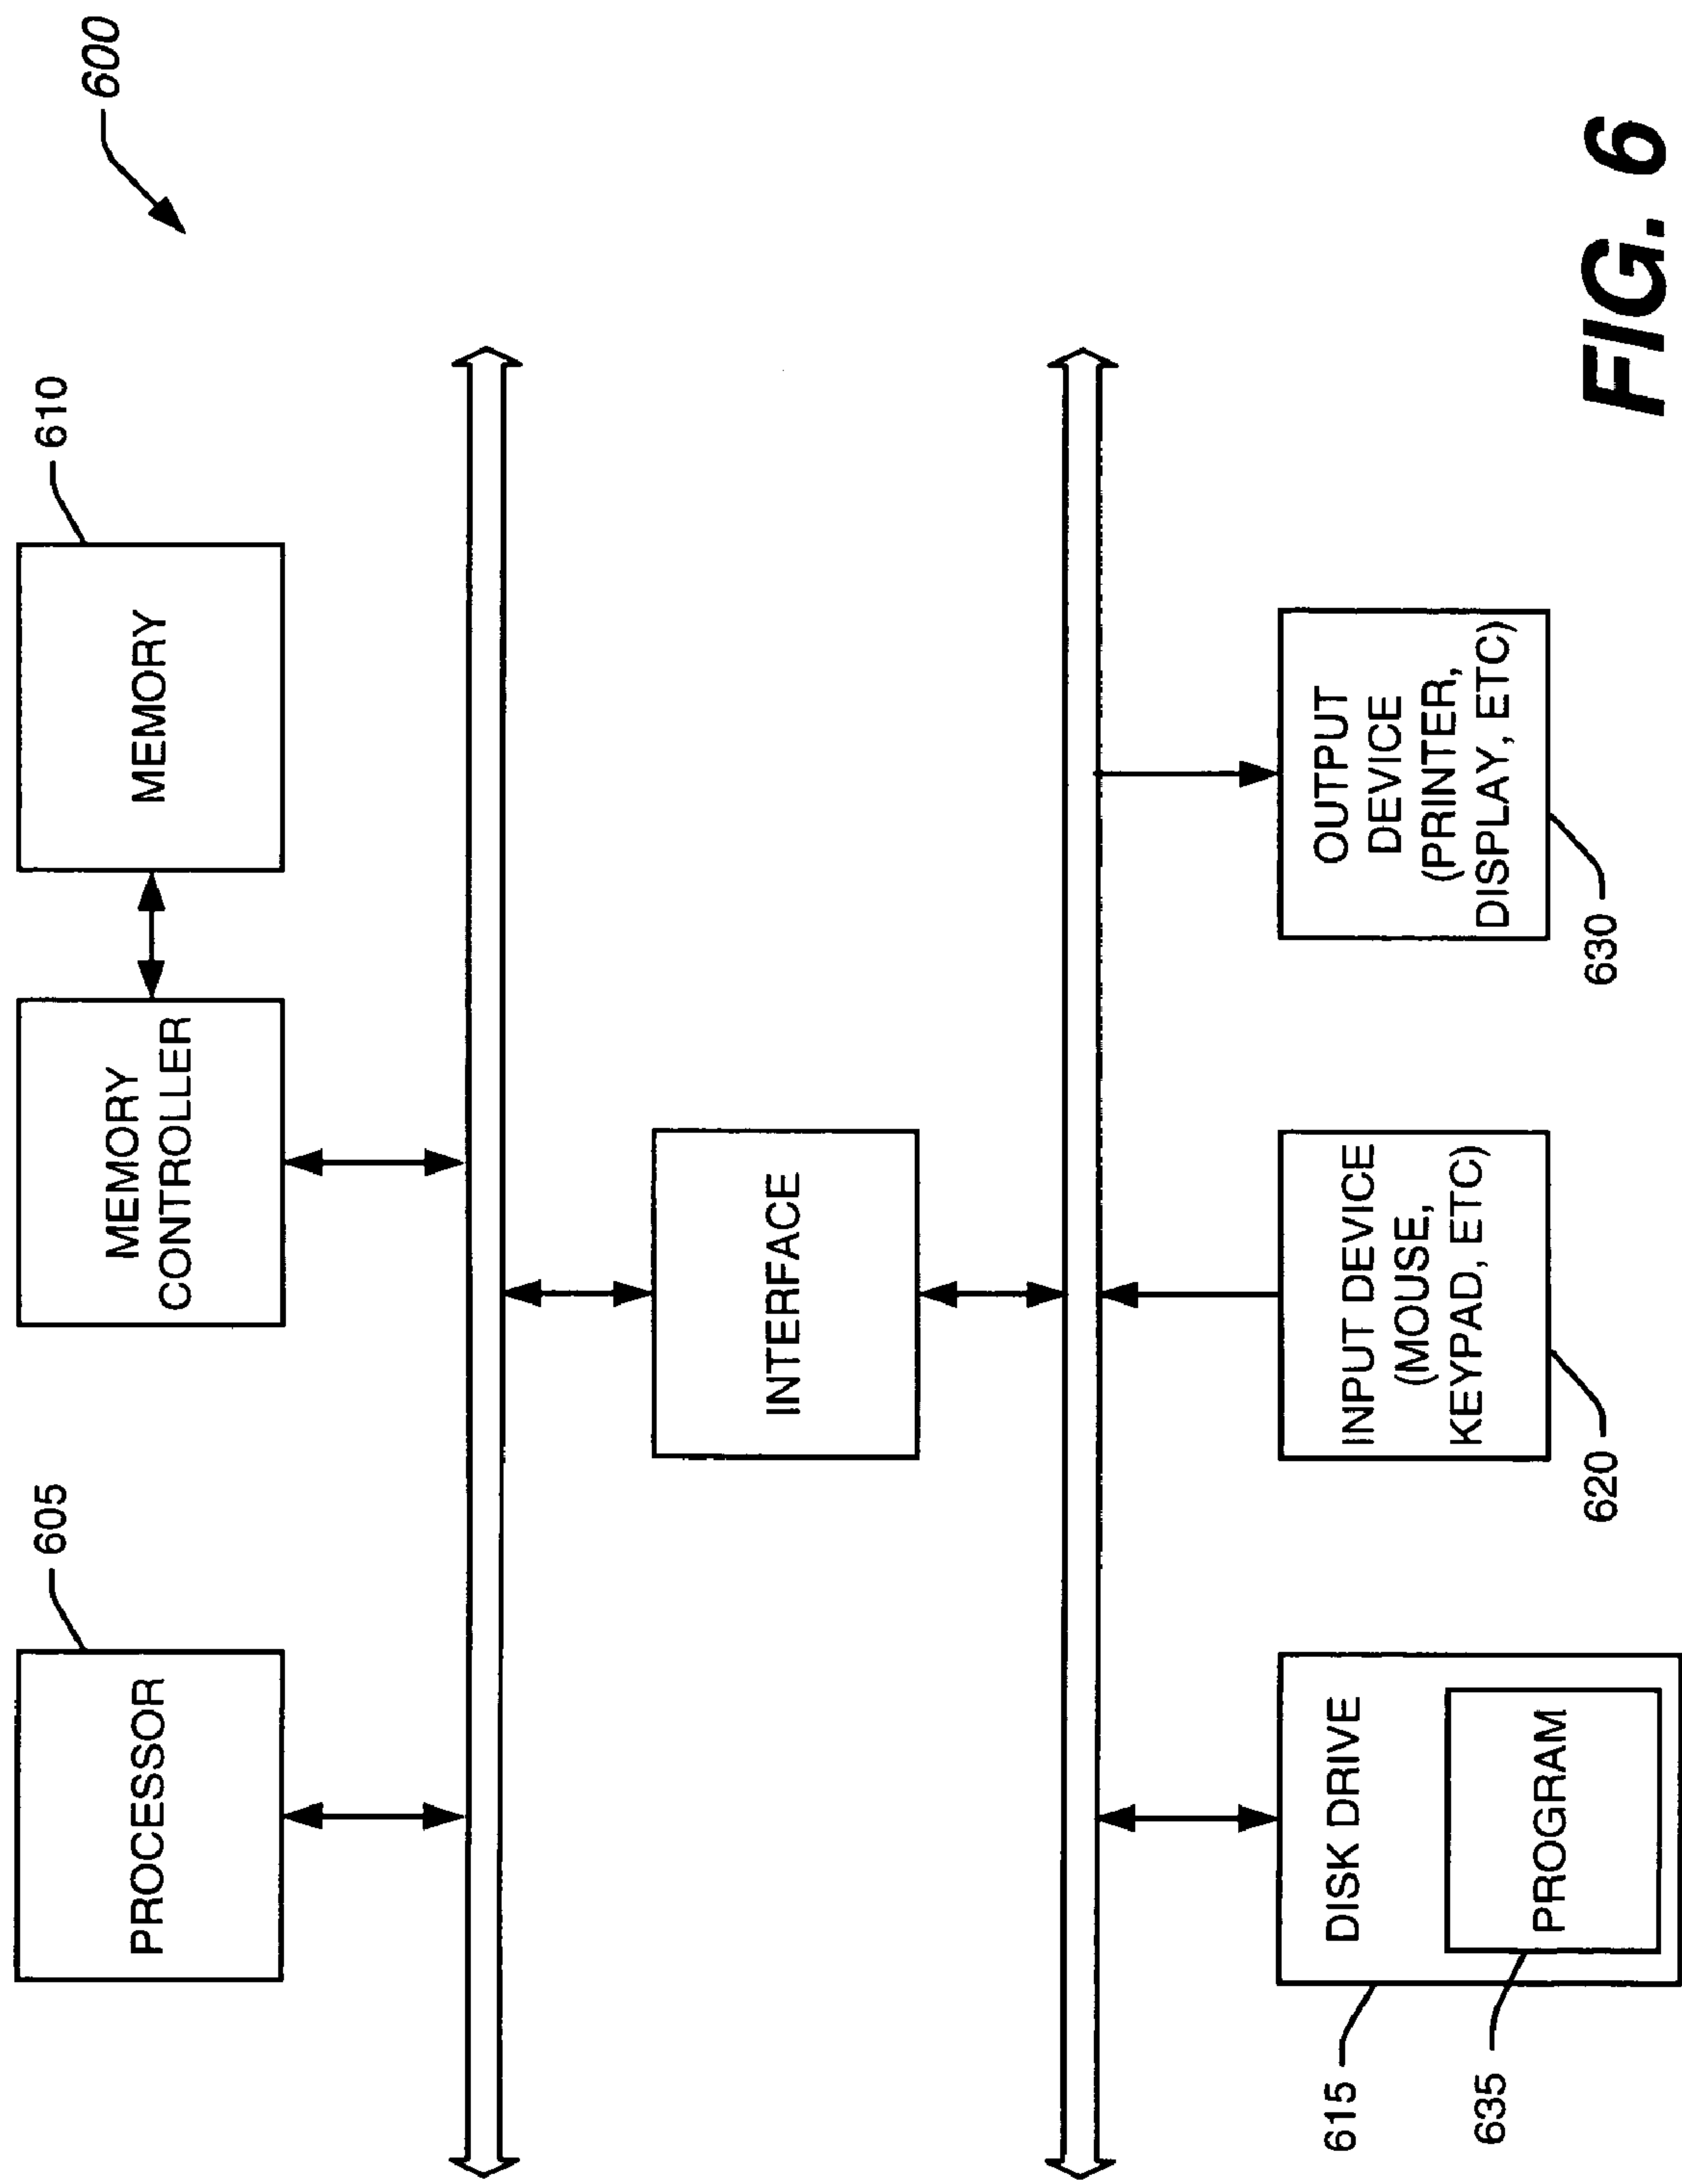 600
605
610
PROCESSOR
MEMORY
CONTROLLER
MEMORY
INTERFACE
615
DISK DRIVE
635
PROGRAM
INPUT DEVICE
(MOUSE,
KEYPAD, ETC)
620
OUTPUT
DEVICE
(PRINTER,
DISPLAY, ETC)
630
FIG. 6